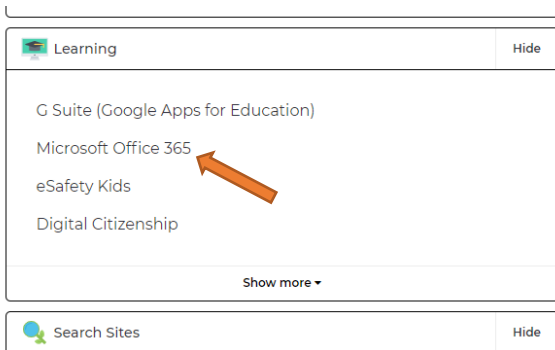 Learning
Hide
G Suite (Google Apps for Education)
Microsoft Office 365
eSafety Kids
Digital Citizenship
Show more
Search Sites
Hide